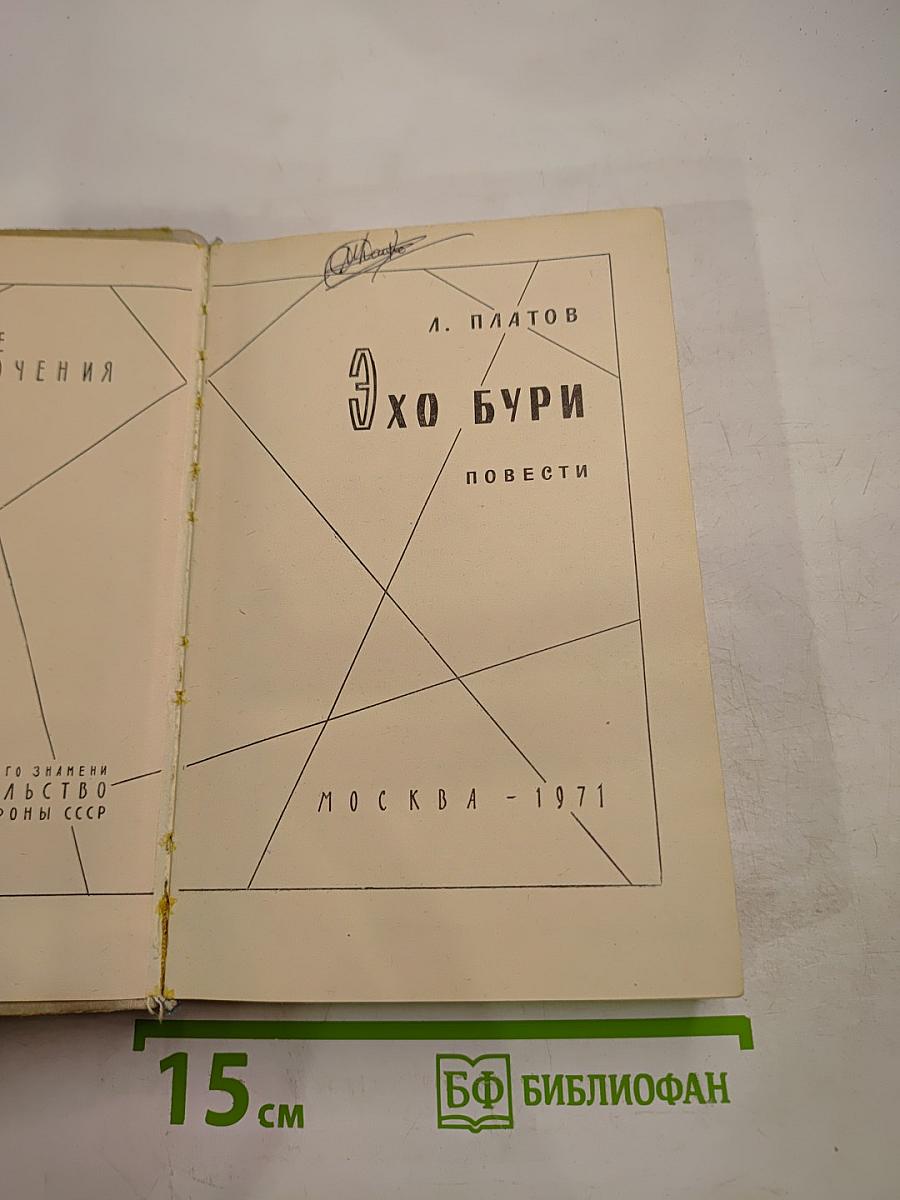 ЧЕНИЯ
ГО ЗНАМЕНИ
ЛЬСТВО
РОНЫ СССР
Л. ПЛАТОВ
Эхо БУРИ
ПОВЕСТИ
МОСКВА - 1971
15 см
БФ БИБЛИОФАН